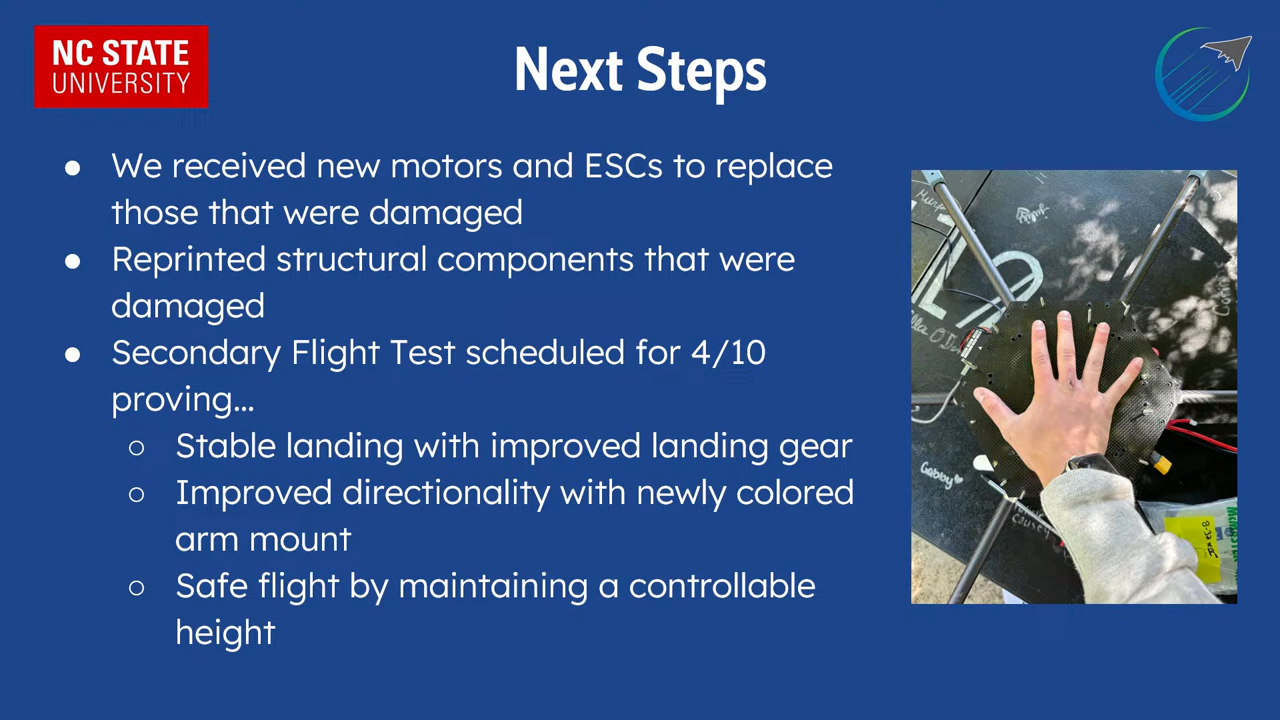 NC STATE
UNIVERSITY
Next Steps
● We received new motors and ESCs to replace
those that were damaged
● Reprinted structural components that were
damaged
● Secondary Flight Test scheduled for 4/10
proving...
○ Stable landing with improved landing gear
○ Improved directionality with newly colored
arm mount
○ Safe flight by maintaining a controllable
height
Gabby